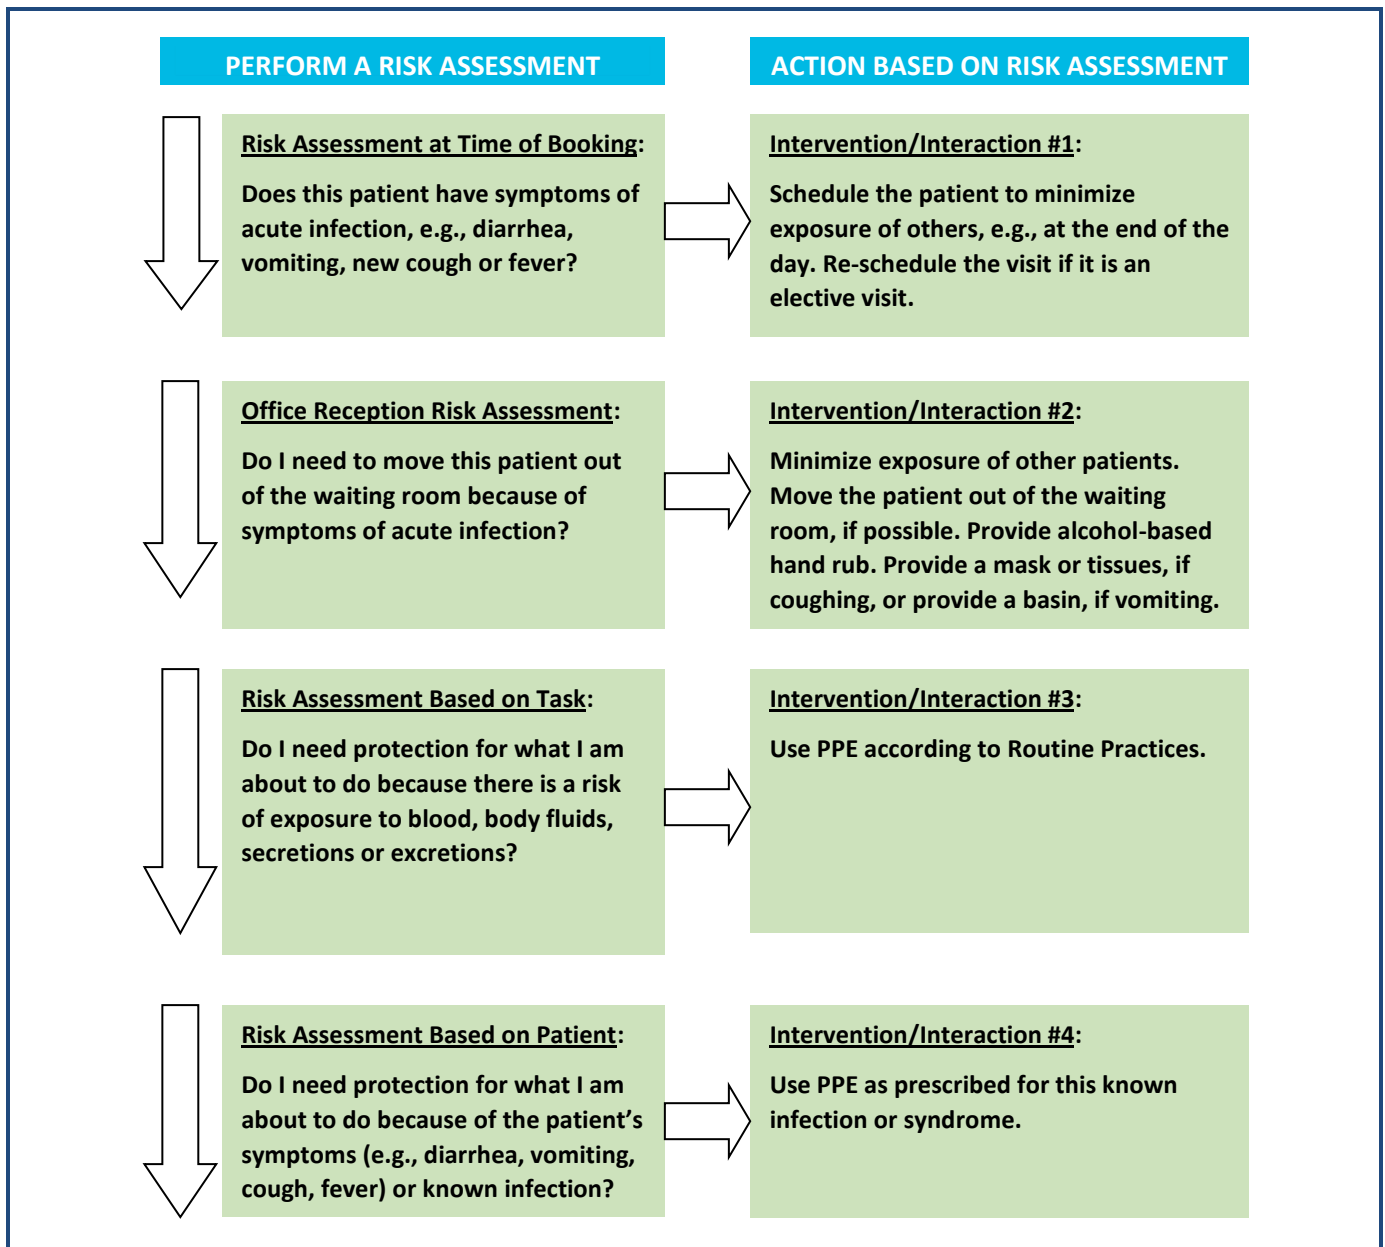 PERFORM A RISK ASSESSMENT
ACTION BASED ON RISK ASSESSMENT
Risk Assessment at Time of Booking:
Does this patient have symptoms of
acute infection, e.g., diarrhea,
vomiting, new cough or fever?
Intervention/Interaction #1:
Schedule the patient to minimize
exposure of others, e.g., at the end of the
day. Re-schedule the visit if it is an
elective visit.
Office Reception Risk Assessment:
Do I need to move this patient out
of the waiting room because of
symptoms of acute infection?
Intervention/Interaction #2:
Minimize exposure of other patients.
Move the patient out of the waiting
room, if possible. Provide alcohol-based
hand rub. Provide a mask or tissues, if
coughing, or provide a basin, if vomiting.
Risk Assessment Based on Task:
Do I need protection for what I am
about to do because there is a risk
of exposure to blood, body fluids,
secretions or excretions?
Intervention/Interaction #3:
Use PPE according to Routine Practices.
Risk Assessment Based on Patient:
Do I need protection for what I am
about to do because of the patient’s
symptoms (e.g., diarrhea, vomiting,
cough, fever) or known infection?
Intervention/Interaction #4:
Use PPE as prescribed for this known
infection or syndrome.